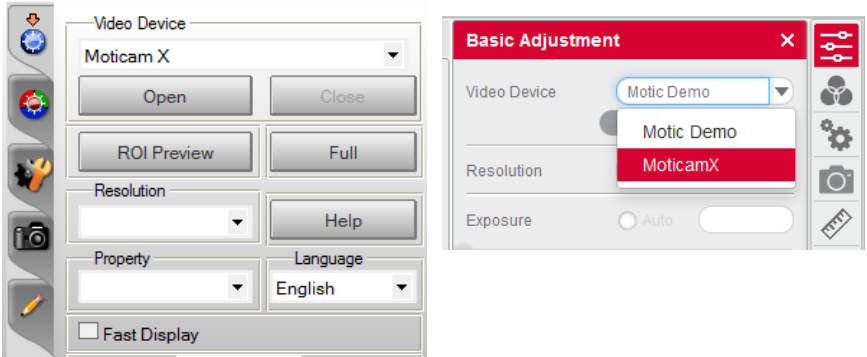 Video Device
Moticam X
Open Close
ROI Preview Full
Resolution
Help
Property Language
English
Fast Display
Basic Adjustment
Video Device Motic Demo
Motic Demo
MoticamX
Resolution
Exposure Auto